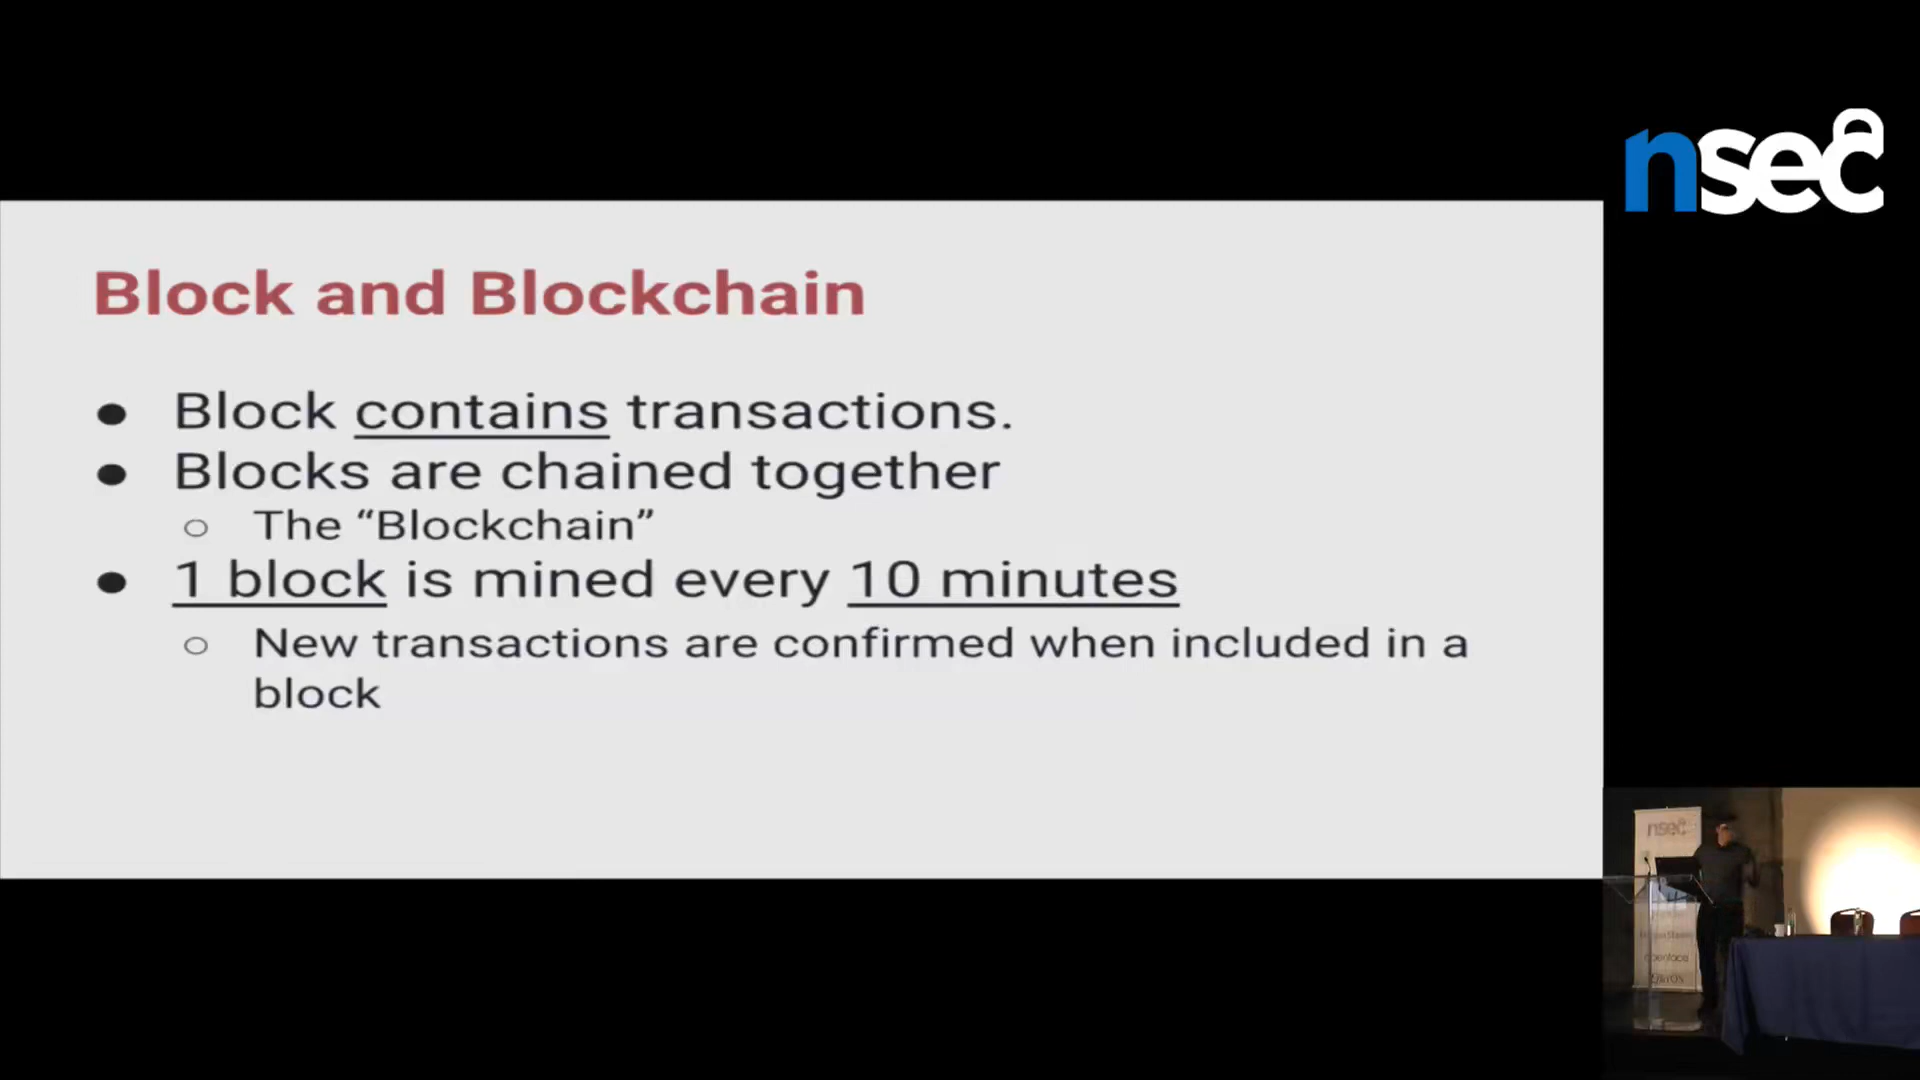 nsec
Block and Blockchain
● Block contains transactions.
● Blocks are chained together
○ The “Blockchain”
● 1 block is mined every 10 minutes
○ New transactions are confirmed when included in a
block
nsec